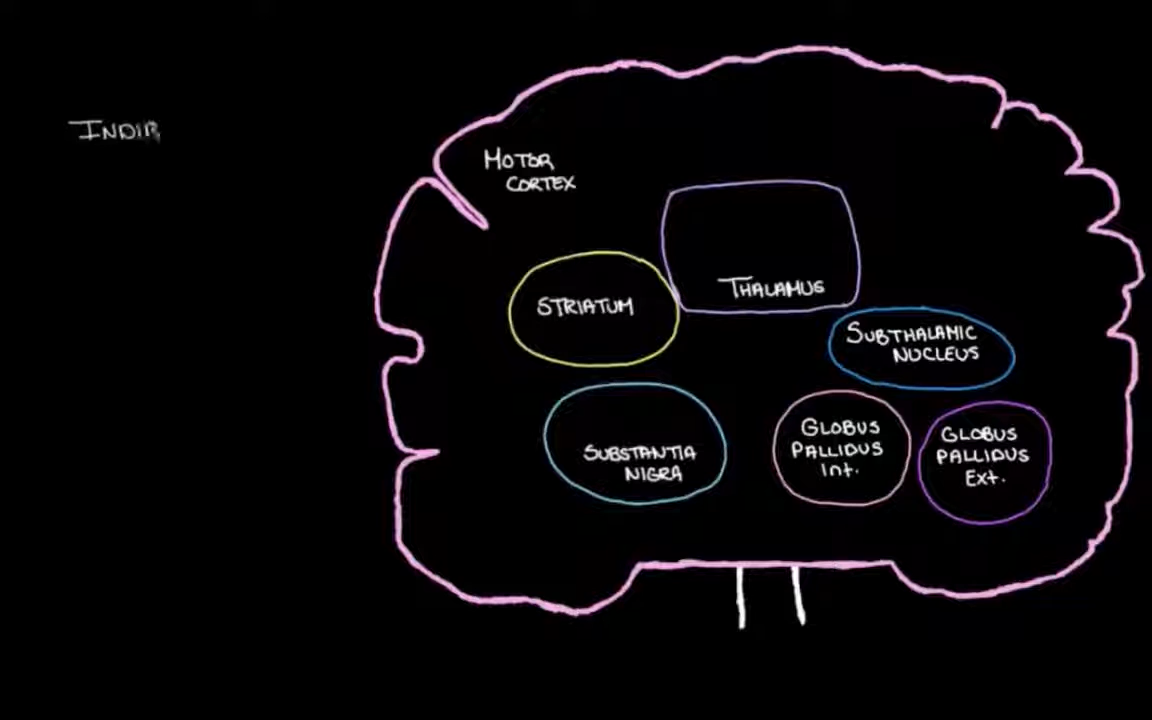 INDIR
MOTOR
CORTEX
THALAMUS
STRIATUM
SUBTHALAMIC
NUCLEUS
SUBSTANTIA
NIGRA
GLOBUS
PALLIDUS
Int.
GLOBUS
PALLIDUS
Ext.